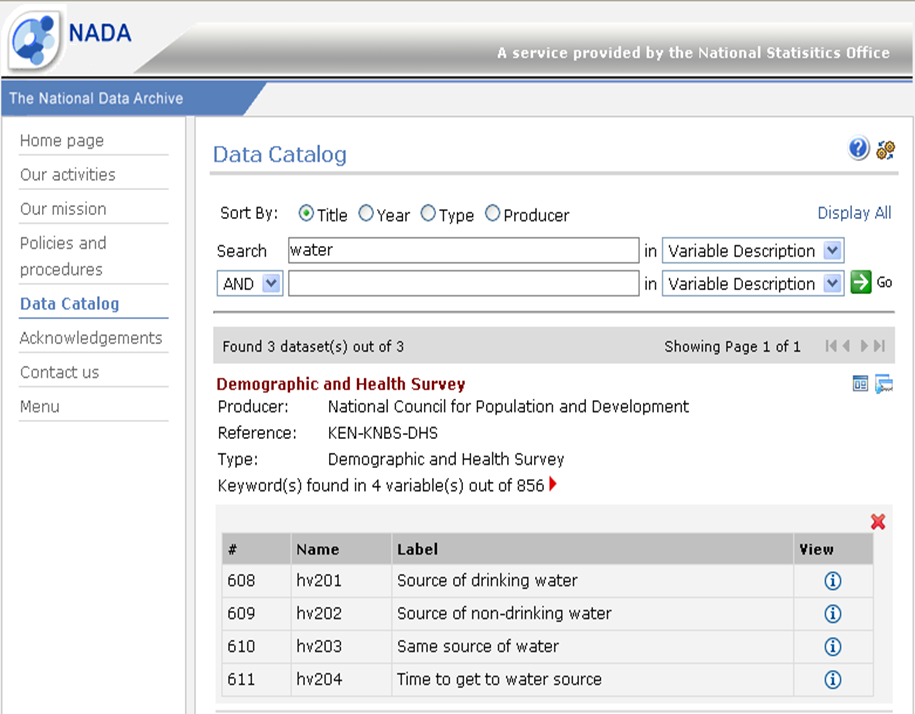 NADA
A service provided by the National Statisitics Office
The National Data Archive
Home page
Our activities
Our mission
Policies and
procedures
Data Catalog
Acknowledgements
Contact us
Menu
Data Catalog
Sort By: Title Year Type Producer Display All
Search water in Variable Description
AND in Variable Description Go
Found 3 dataset(s) out of 3 Showing Page 1 of 1
Demographic and Health Survey
Producer: National Council for Population and Development
Reference: KEN-KNBS-DHS
Type: Demographic and Health Survey
Keyword(s) found in 4 variable(s) out of 856
# Name Label View
608 hv201 Source of drinking water
609 hv202 Source of non-drinking water
610 hv203 Same source of water
611 hv204 Time to get to water source